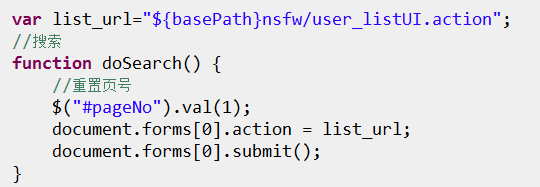 var list_url="${basePath}nsfw/user_listUI.action";
//搜索
function doSearch() {
    //重置页号
    $("#pageNo").val(1);
    document.forms[0].action = list_url;
    document.forms[0].submit();
}